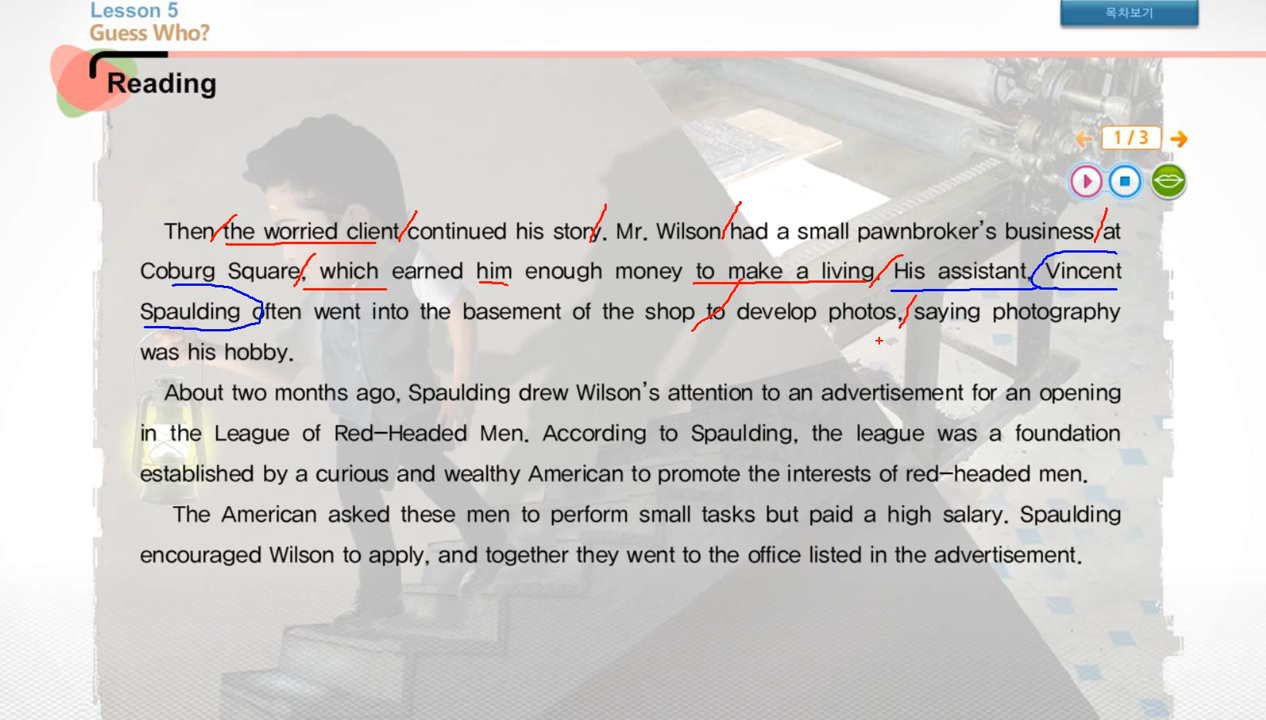 Lesson 5
목차보기
Guess Who?
Reading
1 / 3
Then the worried client continued his story. Mr. Wilson had a small pawnbroker's business at
Coburg Square, which earned him enough money to make a living. His assistant, Vincent
Spaulding often went into the basement of the shop to develop photos, saying photography
was his hobby.
About two months ago, Spaulding drew Wilson's attention to an advertisement for an opening
in the League of Red-Headed Men. According to Spaulding, the league was a foundation
established by a curious and wealthy American to promote the interests of red-headed men.
The American asked these men to perform small tasks but paid a high salary. Spaulding
encouraged Wilson to apply, and together they went to the office listed in the advertisement.